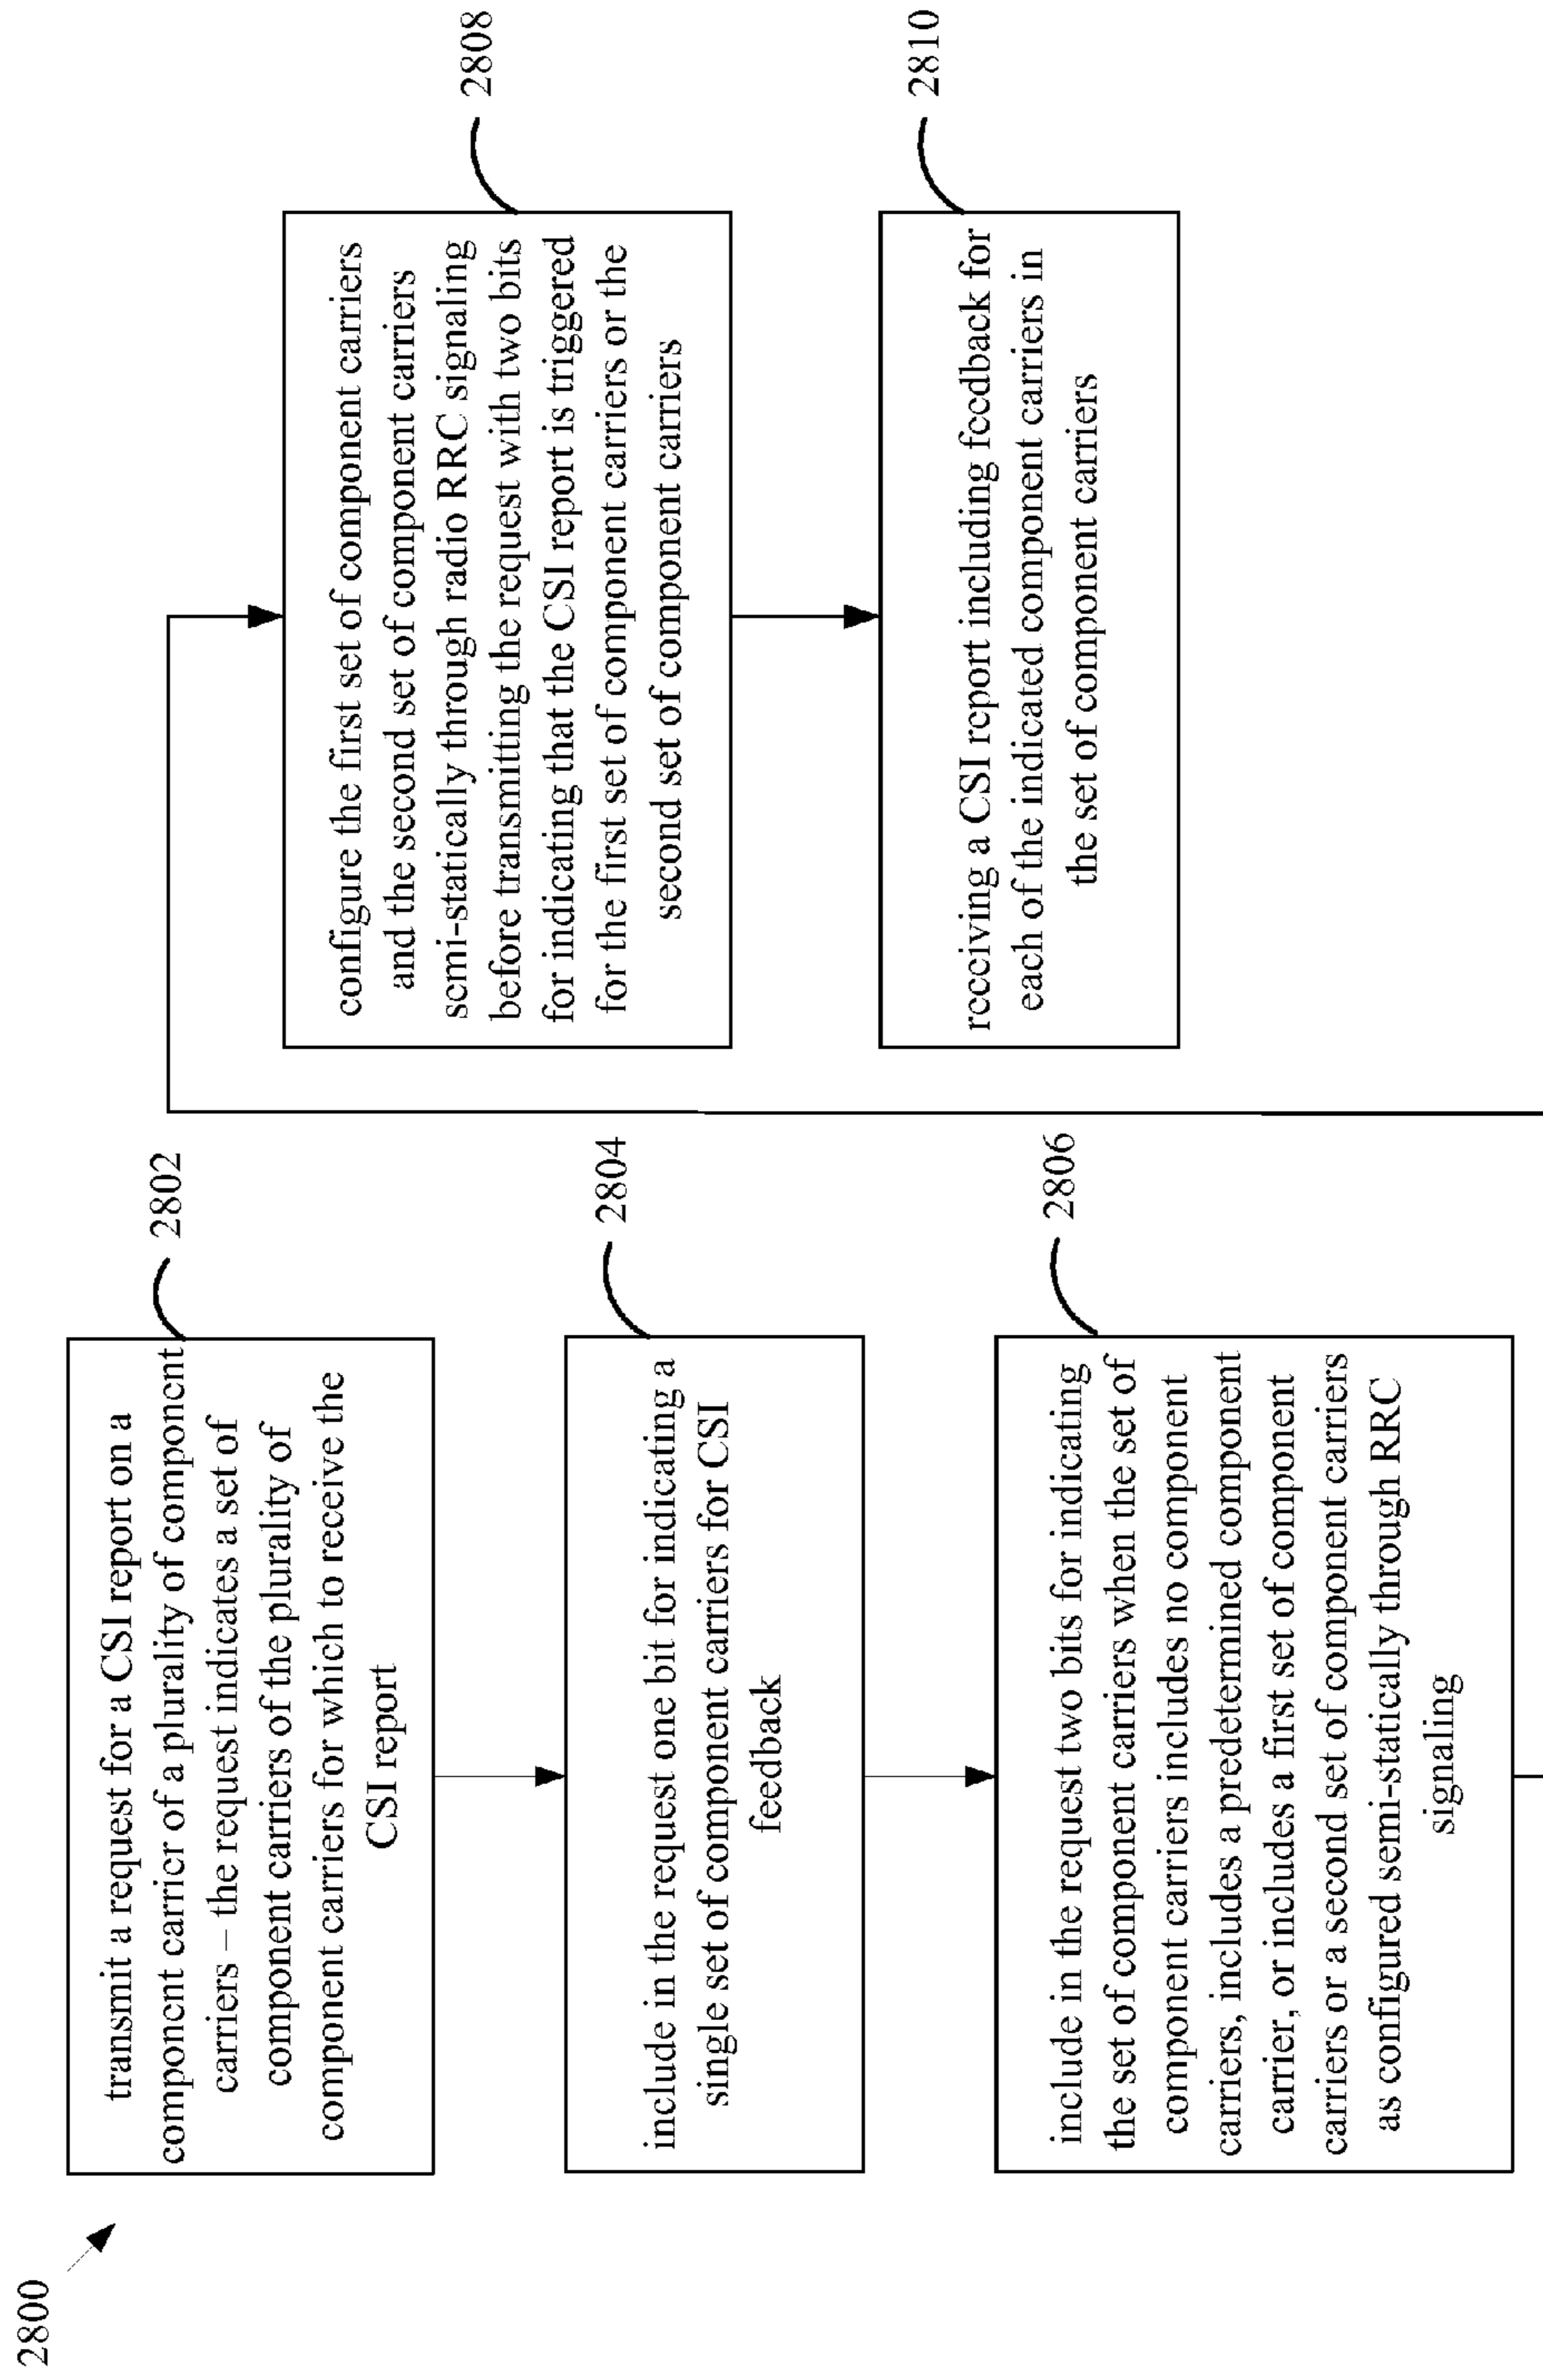 2800
2802
transmit a request for a CSI report on a
component carrier of a plurality of component
carriers – the request indicates a set of
component carriers of the plurality of
component carriers for which to receive the
CSI report
2804
include in the request one bit for indicating a
single set of component carriers for CSI
feedback
2806
include in the request two bits for indicating
the set of component carriers when the set of
component carriers includes no component
carriers, includes a predetermined component
carrier, or includes a first set of component
carriers or a second set of component carriers
as configured semi-statically through RRC
signaling
2808
configure the first set of component carriers
and the second set of component carriers
semi-statically through radio RRC signaling
before transmitting the request with two bits
for indicating that the CSI report is triggered
for the first set of component carriers or the
second set of component carriers
2810
receiving a CSI report including feedback for
each of the indicated component carriers in
the set of component carriers